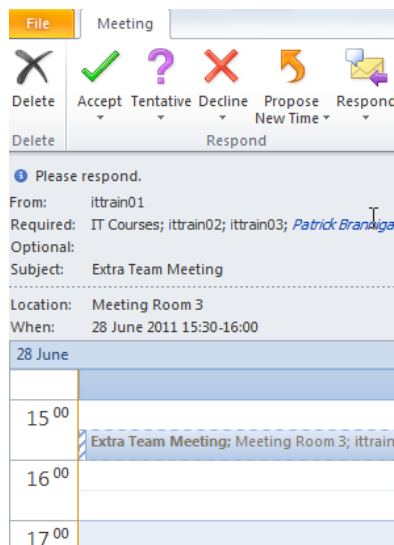 File Meeting
Delete Accept Tentative Decline Propose New Time Respond
Delete Respond
Please respond.
From: ittrain01
Required: IT Courses; ittrain02; ittrain03; Patrick
Optional:
Subject: Extra Team Meeting
Location: Meeting Room 3
When: 28 June 2011 15:30-16:00
28 June
15 00
Extra Team Meeting; Meeting Room 3; ittrain
16 00
17 00